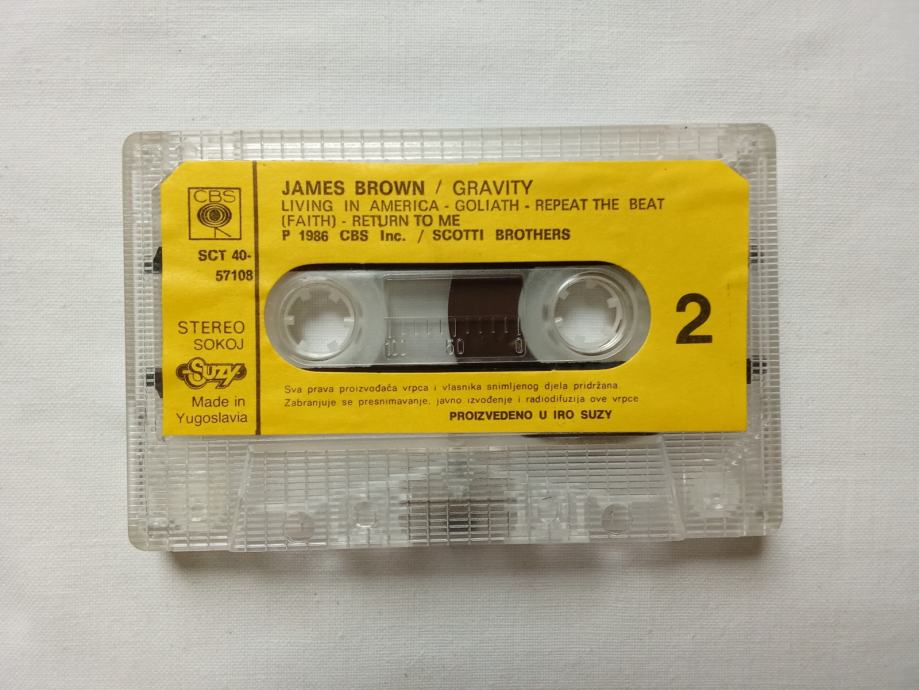 CBS
SCT 40-
57108
STEREO
SOKOJ
SUZY
Made in
Yugoslavia
JAMES BROWN / GRAVITY
LIVING IN AMERICA - GOLIATH - REPEAT THE BEAT
(FAITH) - RETURN TO ME
P 1986 CBS Inc. / SCOTTI BROTHERS
100 50 0
2
Sva prava proizvođača vrpca i vlasnika snimljenog djela pridržana.
Zabranjuje se presnimavanje, javno izvođenje i radiodifuzija ove vrpce
PROIZVEDENO U IRO SUZY